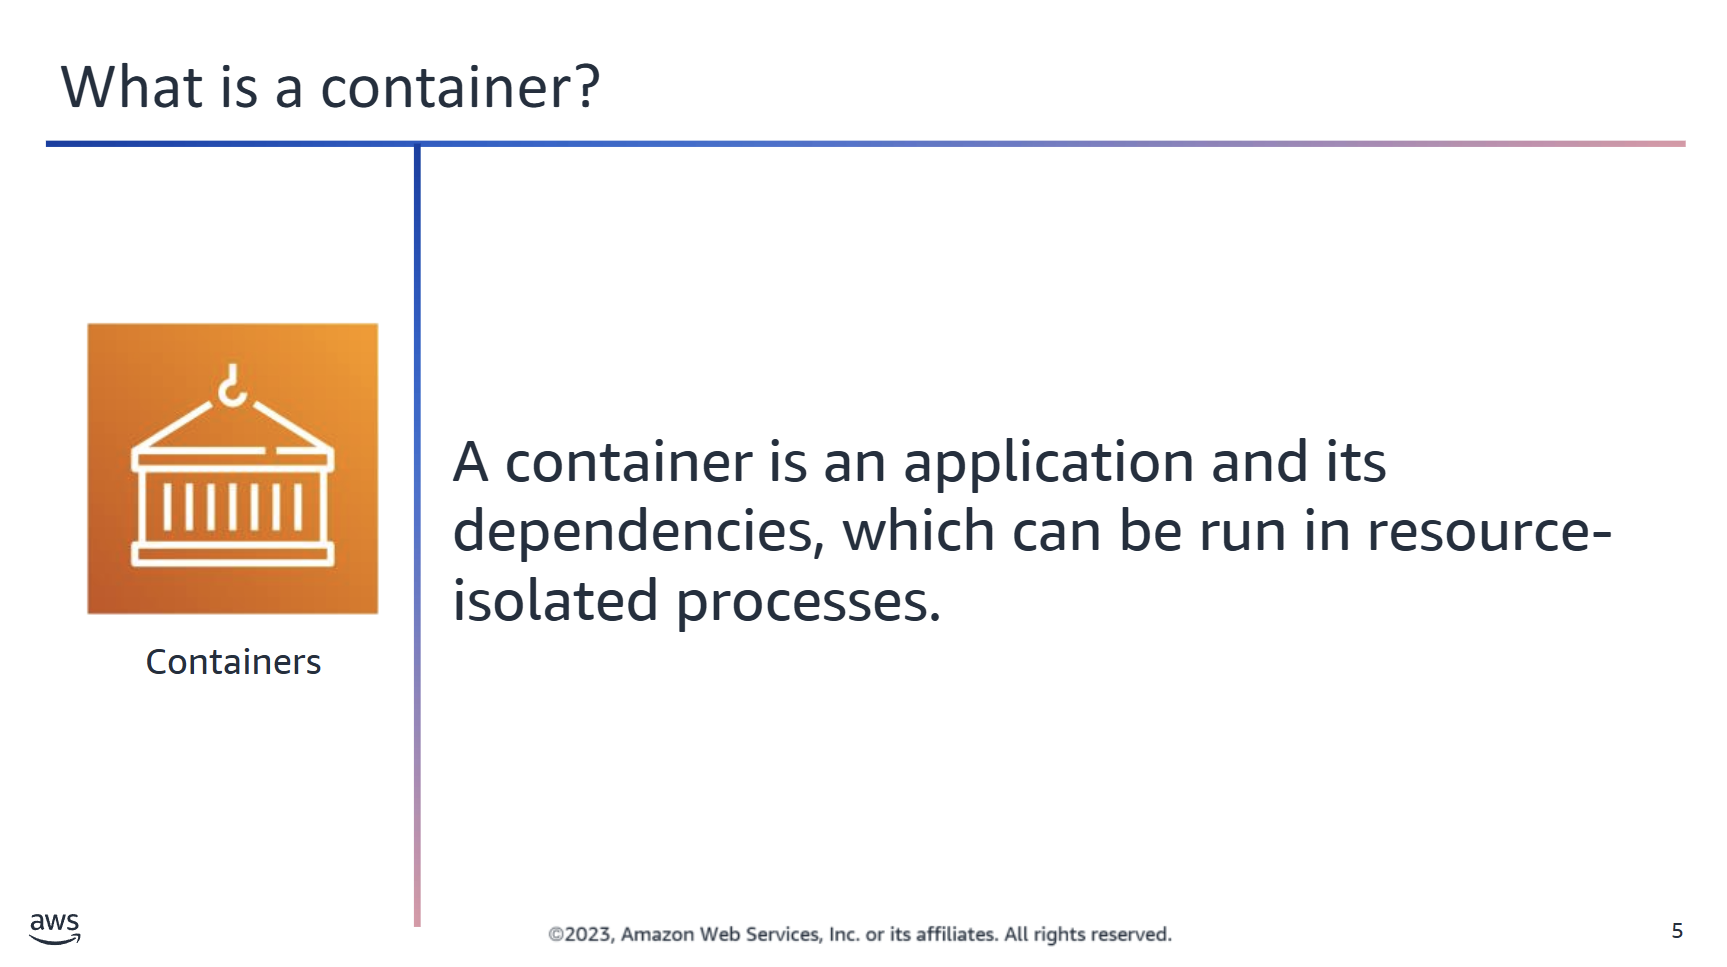 What is a container?
Containers
A container is an application and its
dependencies, which can be run in resource-
isolated processes.
aws
©2023, Amazon Web Services, Inc. or its affiliates. All rights reserved.
5